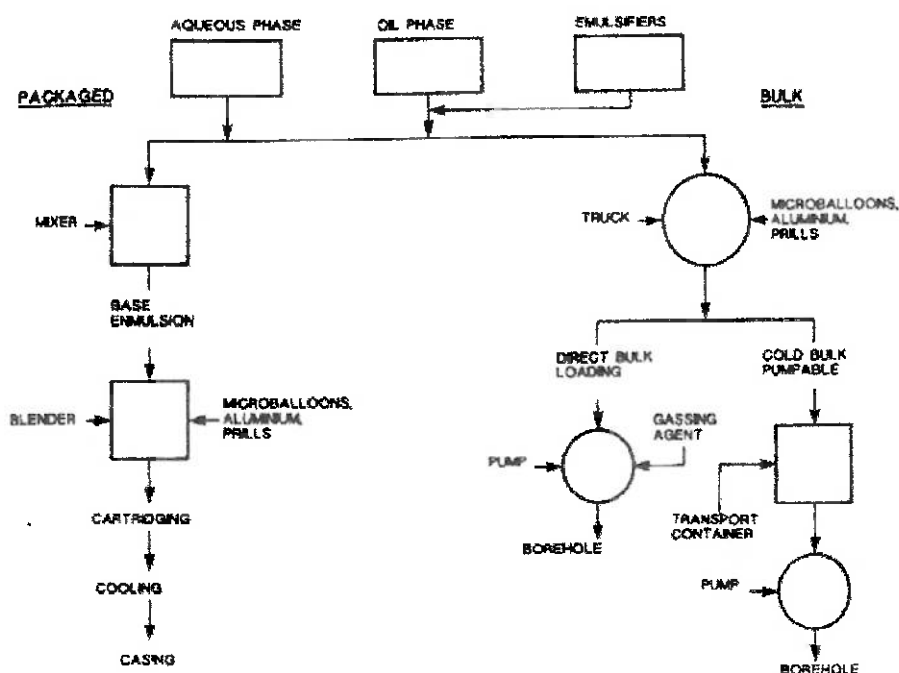 AQUEOUS PHASE
OIL PHASE
EMULSIFIERS
PACKAGED
BULK
MIXER
TRUCK
MICROBALLOONS,
ALUMINIUM,
PRILLS
BASE
ENMULSION
DIRECT BULK
LOADING
COLD BULK
PUMPABLE
BLENDER
MICROBALLOONS,
ALUMINIUM,
PRILLS
GASSING
AGENT
PUMP
CARTRIDGING
BOREHOLE
TRANSPORT
CONTAINER
COOLING
PUMP
CASING
BOREHOLE